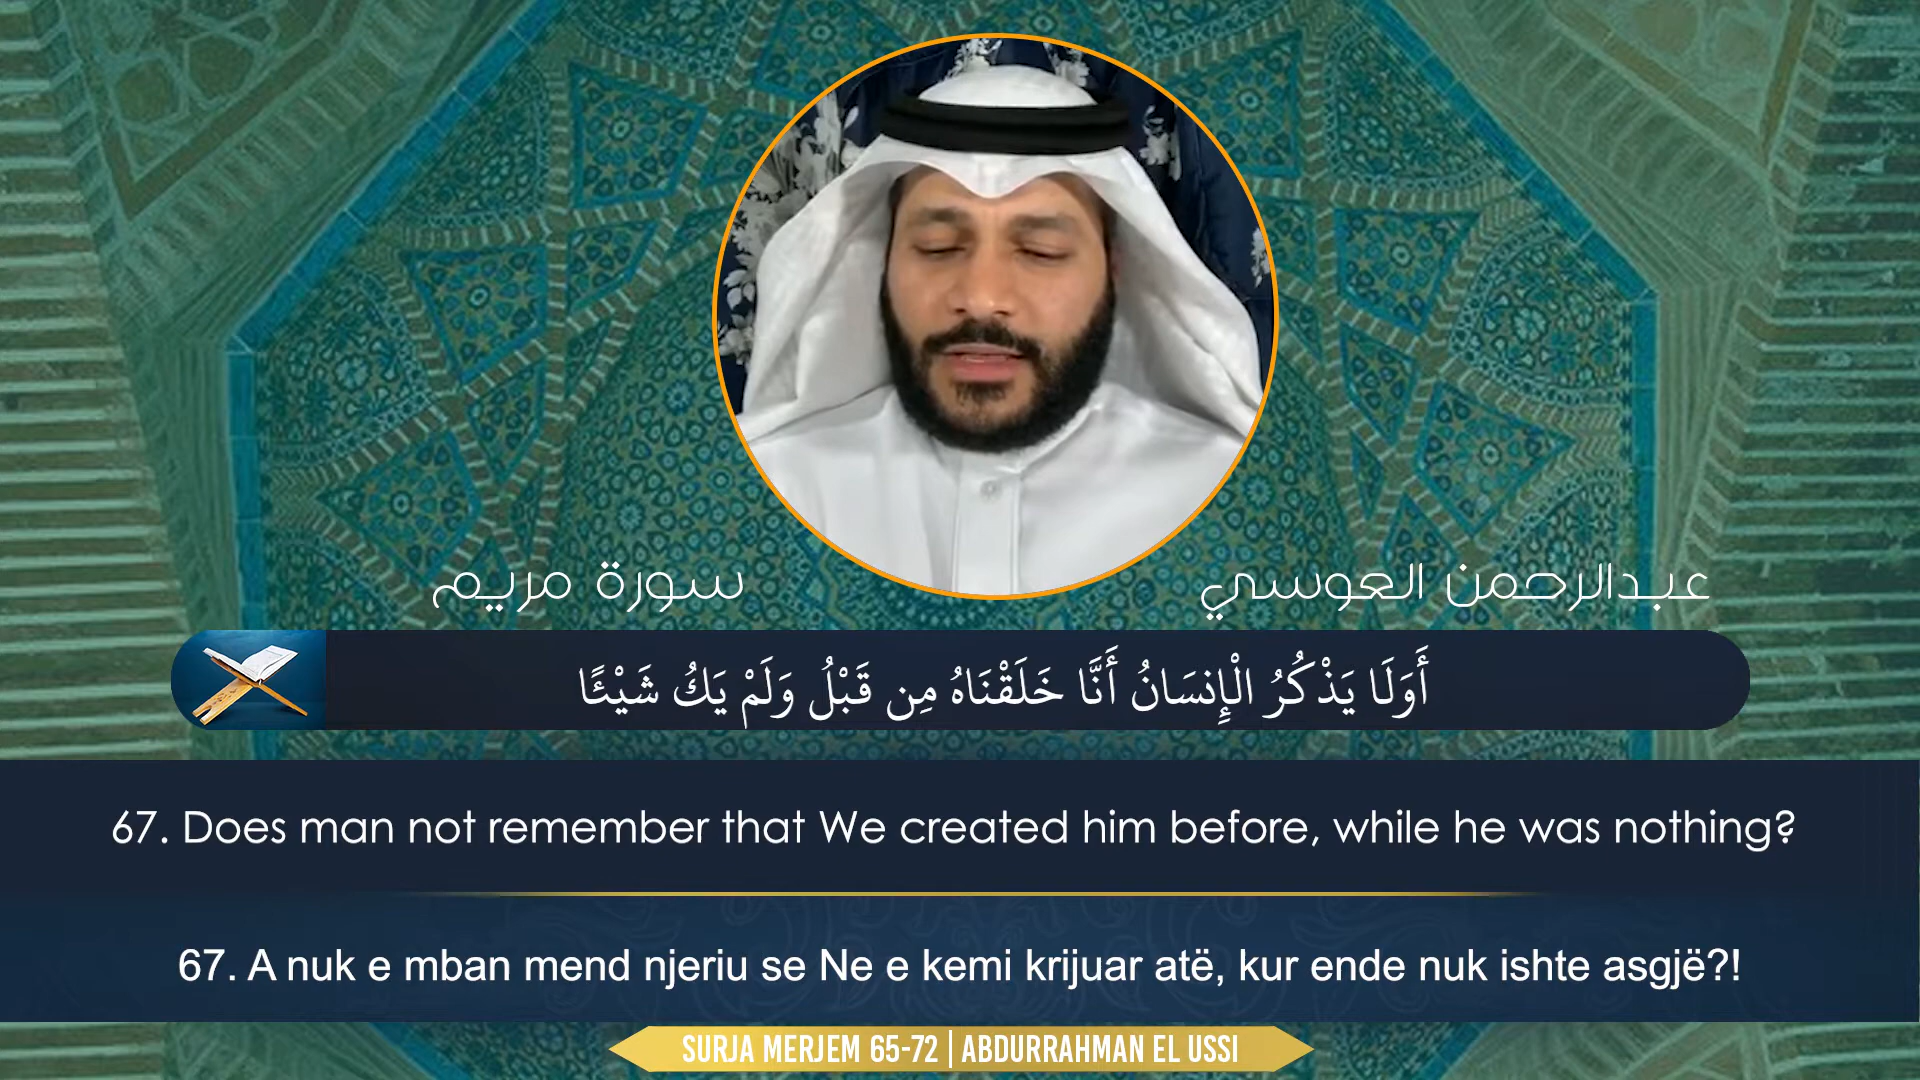 عبدالرحمن العوسي
سورة مريم
أَوَلَا يَذْكُرُ الْإِنسَانُ أَنَّا خَلَقْنَاهُ مِن قَبْلُ وَلَمْ يَكُ شَيْئًا
67. Does man not remember that We created him before, while he was nothing?
67. A nuk e mban mend njeriu se Ne e kemi krijuar atë, kur ende nuk ishte asgjë?!
SURJA MERJEM 65-72 | ABDURRAHMAN EL USSI